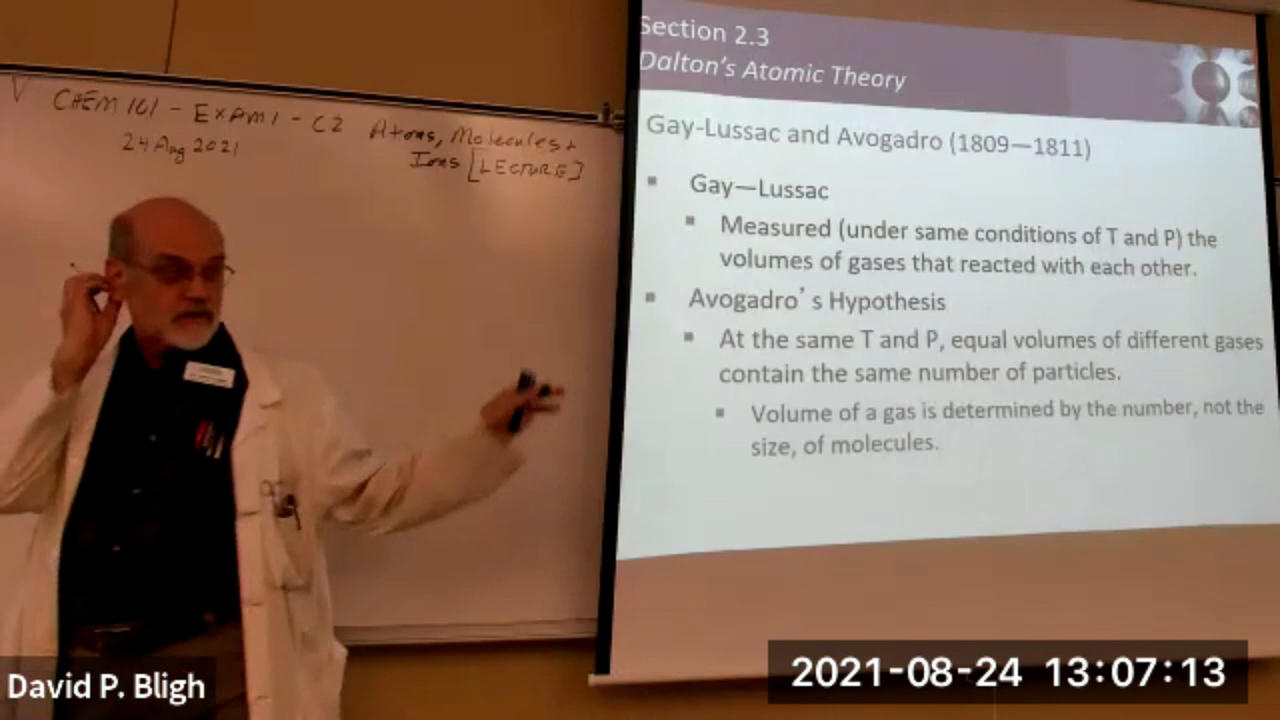 CHEM 101 - EXAM 1 - C2 Atoms, Molecules +
24 Aug 2021 Ions [LECTURE]
Section 2.3
Dalton's Atomic Theory
Gay-Lussac and Avogadro (1809—1811)
▪ Gay—Lussac
▪ Measured (under same conditions of T and P) the
volumes of gases that reacted with each other.
▪ Avogadro's Hypothesis
▪ At the same T and P, equal volumes of different gases
contain the same number of particles.
▪ Volume of a gas is determined by the number, not the
size, of molecules.
David P. Bligh
2021-08-24 13:07:13